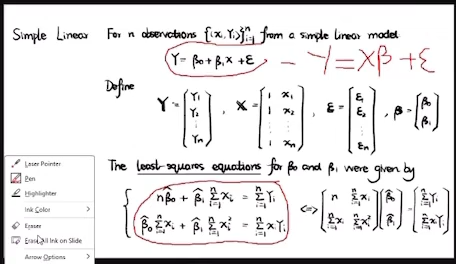 Simple Linear For n observations {(xi, Yi)}ⁿᵢ₌₁ from a simple linear model
Y = β₀ + β₁x + ε — Y = Xβ + ε
Define
Y = (Y₁ Y₂ ⋮ Yₙ), X = (1 x₁ 1 x₂ ⋮ ⋮ 1 xₙ), ε = (ε₁ ε₂ ⋮ εₙ), β = (β₀ β₁)
The least-squares equations for β₀ and β₁ were given by
{ nβ̂₀ + β̂₁ Σⁿᵢ₌₁ xᵢ = Σⁿᵢ₌₁ Yᵢ
β̂₀ Σⁿᵢ₌₁ xᵢ + β̂₁ Σⁿᵢ₌₁ xᵢ² = Σⁿᵢ₌₁ xᵢYᵢ
<=> (n Σⁿᵢ₌₁ xᵢ Σⁿᵢ₌₁ xᵢ Σⁿᵢ₌₁ xᵢ²) (β̂₀ β̂₁) = (Σⁿᵢ₌₁ Yᵢ Σⁿᵢ₌₁ xᵢYᵢ)
Laser Pointer
Pen
Highlighter
Ink Color
Eraser
Erase All Ink on Slide
Arrow Options